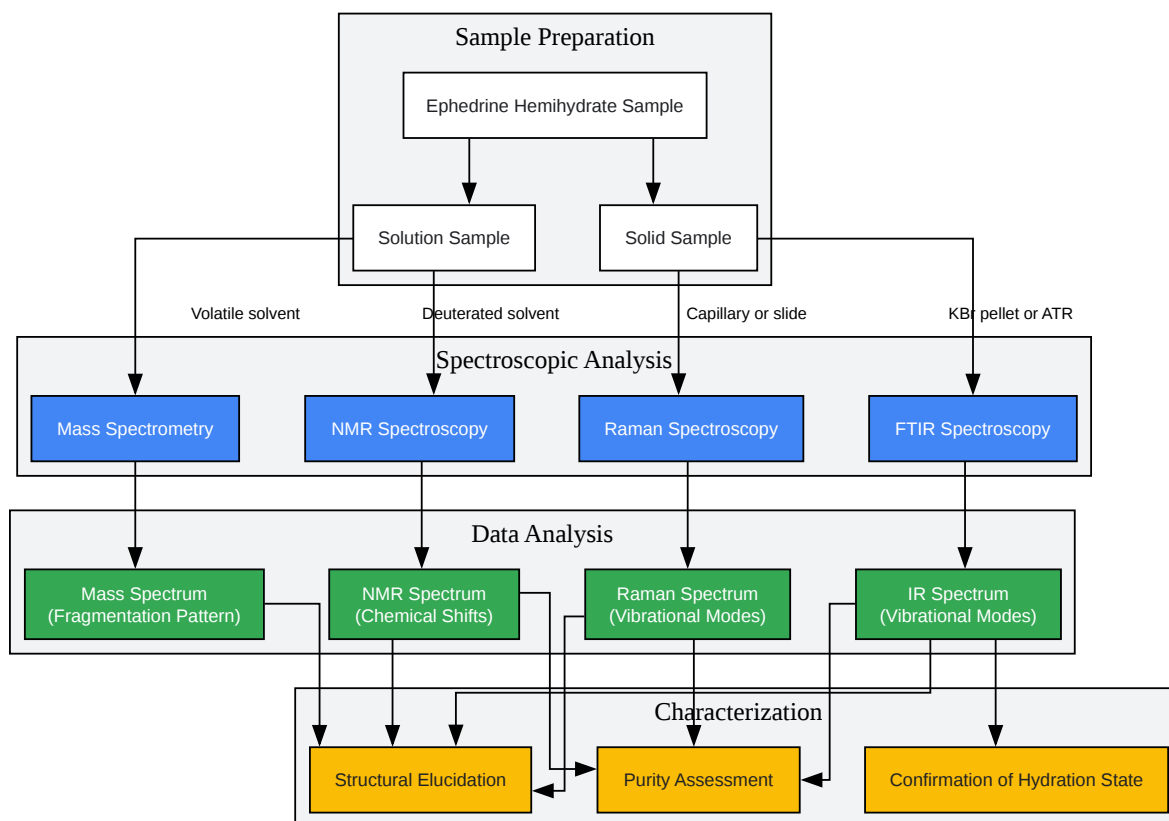 Sample Preparation
Ephedrine Hemihydrate Sample
Solution Sample
Solid Sample
Volatile solvent
Deuterated solvent
Capillary or slide
KBr pellet or ATR
Spectroscopic Analysis
Mass Spectrometry
NMR Spectroscopy
Raman Spectroscopy
FTIR Spectroscopy
Data Analysis
Mass Spectrum
(Fragmentation Pattern)
NMR Spectrum
(Chemical Shifts)
Raman Spectrum
(Vibrational Modes)
IR Spectrum
(Vibrational Modes)
Characterization
Structural Elucidation
Purity Assessment
Confirmation of Hydration State